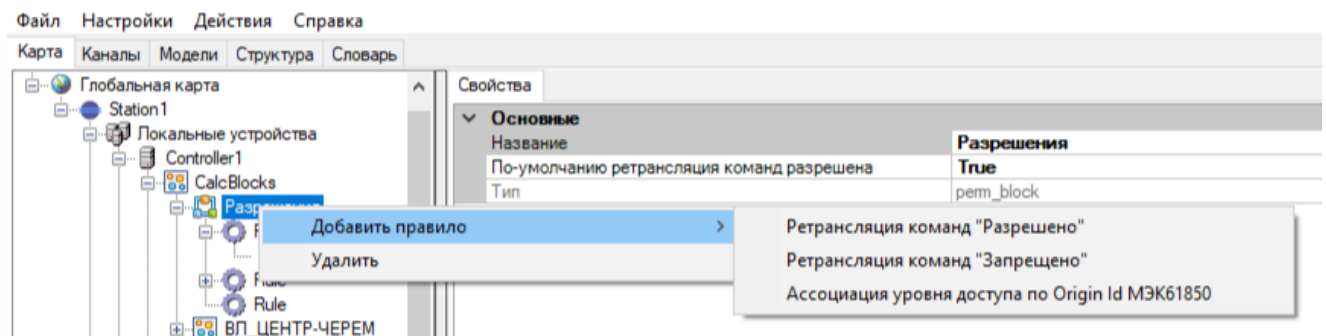 Файл Настройки Действия Справка
Карта Каналы Модели Структура Словарь
Глобальная карта
Station1
Локальные устройства
Controller1
CalcBlocks
Rule
ВЛ_ЦЕНТР-ЧЕРЕМ
Свойства
Основные
Название Разрешения
По-умолчанию ретрансляция команд разрешена True
Тип perm_block
Добавить правило
Удалить
Ретрансляция команд "Разрешено"
Ретрансляция команд "Запрещено"
Ассоциация уровня доступа по Origin Id МЭК61850